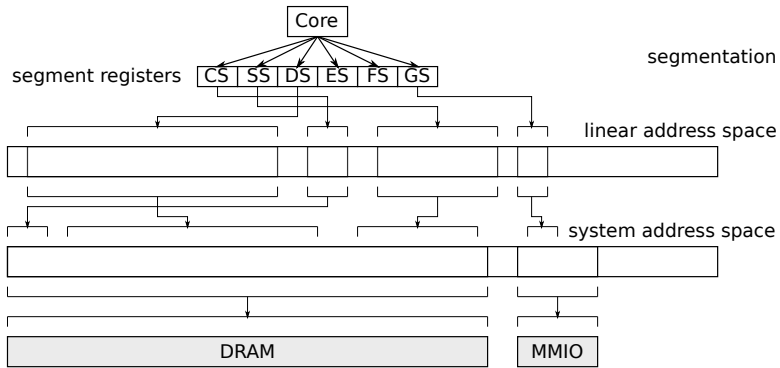 Core
segmentation
segment registers CS SS DS ES FS GS
linear address space
system address space
DRAM MMIO